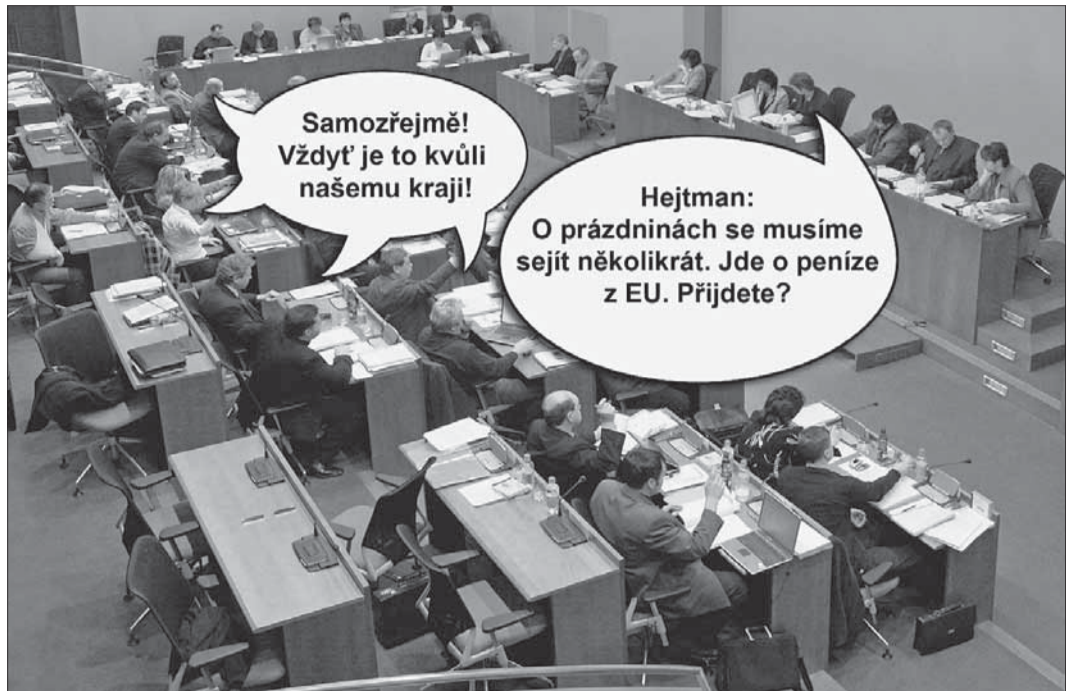 Samozřejmě!
Vždyť je to kvůli
našemu kraji!
Hejtman:
O prázdninách se musíme
sejít několikrát. Jde o peníze
z EU. Přijdete?